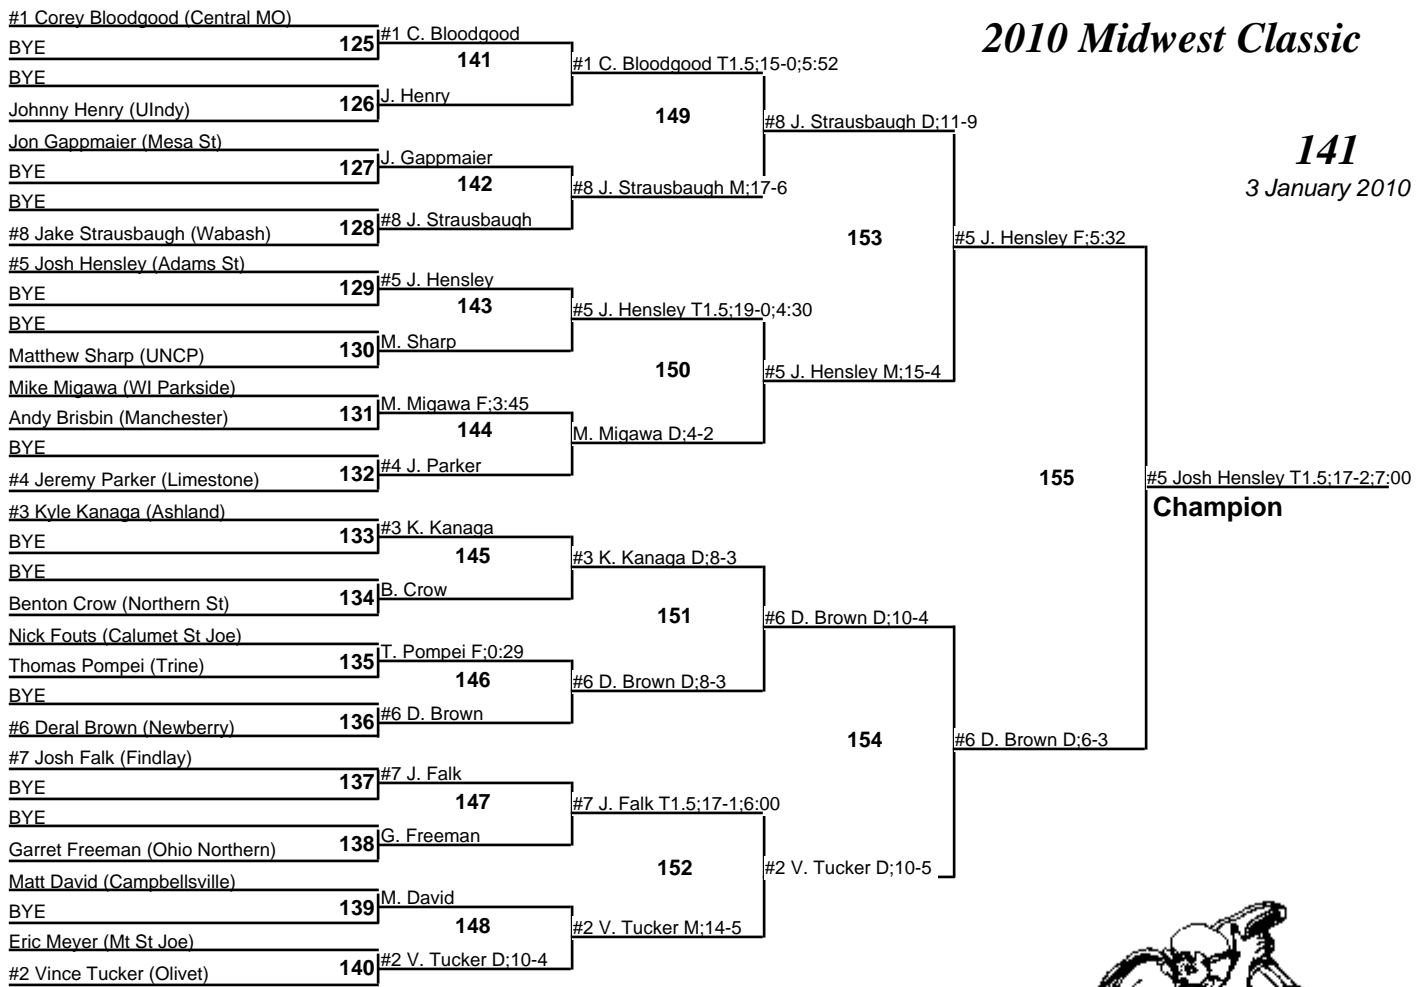 2010 Midwest Classic
141
3 January 2010
#1 Corey Bloodgood (Central MO)
BYE
125
BYE
Johnny Henry (UIndy)
126
Jon Gappmaier (Mesa St)
BYE
127
BYE
#8 Jake Strausbaugh (Wabash)
128
#5 Josh Hensley (Adams St)
BYE
129
BYE
Matthew Sharp (UNCP)
130
Mike Migawa (WI Parkside)
Andy Brisbin (Manchester)
131
BYE
#4 Jeremy Parker (Limestone)
132
#3 Kyle Kanaga (Ashland)
BYE
133
BYE
Benton Crow (Northern St)
134
Nick Fouts (Calumet St Joe)
Thomas Pompei (Trine)
135
BYE
#6 Deral Brown (Newberry)
136
#7 Josh Falk (Findlay)
BYE
137
BYE
Garret Freeman (Ohio Northern)
138
Matt David (Campbellsville)
BYE
139
Eric Meyer (Mt St Joe)
#2 Vince Tucker (Olivet)
140
#1 C. Bloodgood
141
J. Henry
J. Gappmaier
142
#8 J. Strausbaugh
#5 J. Hensley
143
M. Sharp
M. Migawa F;3:45
144
#4 J. Parker
#3 K. Kanaga
145
B. Crow
T. Pompei F;0:29
146
#6 D. Brown
#7 J. Falk
147
G. Freeman
M. David
148
#2 V. Tucker D;10-4
#1 C. Bloodgood T1.5;15-0;5:52
149
#8 J. Strausbaugh M;17-6
#5 J. Hensley T1.5;19-0;4:30
150
M. Migawa D;4-2
#3 K. Kanaga D;8-3
151
#6 D. Brown D;8-3
#7 J. Falk T1.5;17-1;6:00
152
#2 V. Tucker M;14-5
#8 J. Strausbaugh D;11-9
153
#5 J. Hensley M;15-4
#6 D. Brown D;10-4
154
#2 V. Tucker D;10-5
#5 J. Hensley F;5:32
155
#6 D. Brown D;6-3
#5 Josh Hensley T1.5;17-2;7:00
Champion